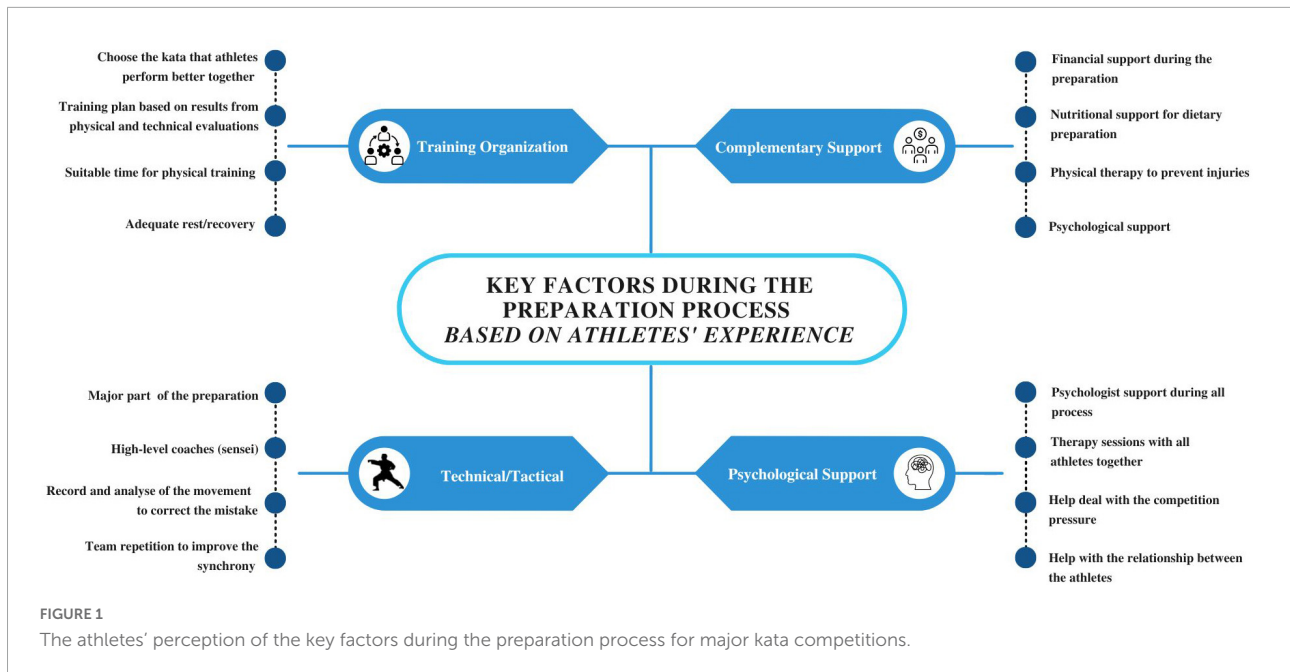 Choose the kata that athletes
perform better together
Training plan based on results from
physical and technical evaluations
Suitable time for physical training
Adequate rest/recovery
Training Organization
Complementary Support
$
Financial support during the
preparation
Nutritional support for dietary
preparation
Physical therapy to prevent injuries
Psychological support
KEY FACTORS DURING THE
PREPARATION PROCESS
BASED ON ATHLETES' EXPERIENCE
Major part of the preparation
High-level coaches (sensei)
Record and analyse of the movement
to correct the mistake
Team repetition to improve the
synchrony
Technical/Tactical
Psychological Support
Psychologist support during all
process
Therapy sessions with all
athletes together
Help deal with the competition
pressure
Help with the relationship between
the athletes
FIGURE 1
The athletes' perception of the key factors during the preparation process for major kata competitions.